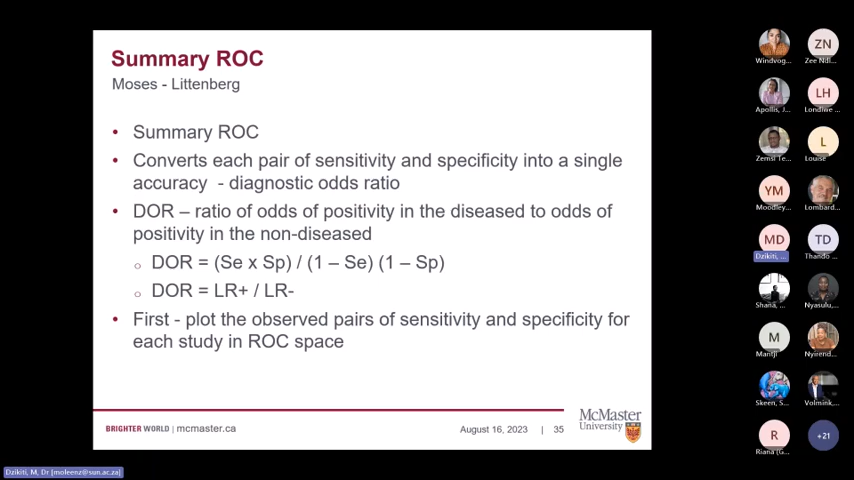 Summary ROC
Moses - Littenberg
• Summary ROC
• Converts each pair of sensitivity and specificity into a single
accuracy - diagnostic odds ratio
• DOR – ratio of odds of positivity in the diseased to odds of
positivity in the non-diseased
o DOR = (Se x Sp) / (1 – Se) (1 – Sp)
o DOR = LR+ / LR-
• First - plot the observed pairs of sensitivity and specificity for
each study in ROC space
BRIGHTER WORLD | mcmaster.ca
August 16, 2023 | 35
McMaster
University
Windvog...
ZN
Zee Ndl...
Apollis, J...
LH
Londiwe ...
Zemsi Te...
L
Louise
YM
Moodley...
Lombard...
MD
Dzikiti, ...
TD
Thando ...
Shana, ...
Nyasulu,...
M
Mantji
Nyirend...
Skeen, S...
Volmink,...
R
Riana (G...
+21
Dzikiti, M, Dr [moleenz@sun.ac.za]